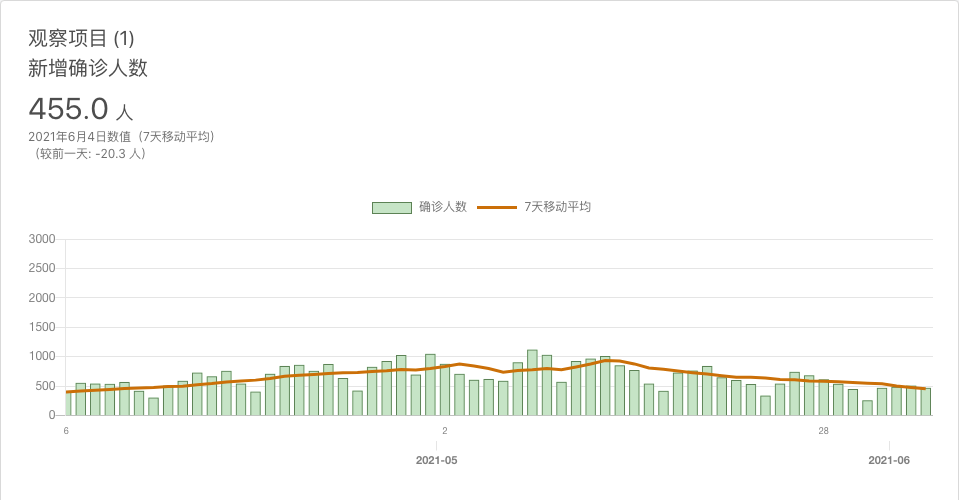 观察项目 (1)
新增确诊人数
455.0 人
2021年6月4日数值（7天移动平均）
（较前一天: -20.3 人）
确诊人数 7天移动平均
3000
2500
2000
1500
1000
500
0
6 2 28
2021-05 2021-06